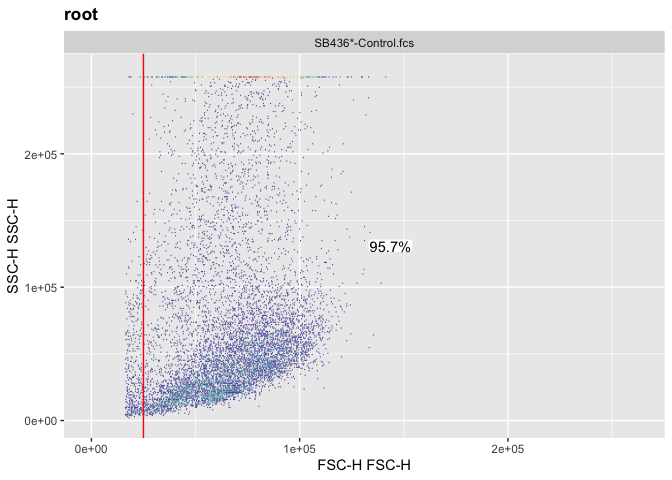 root
SB436*-Control.fcs
2e+05
95.7%
1e+05
0e+00
SSC-H SSC-H
0e+00 1e+05 2e+05
FSC-H FSC-H